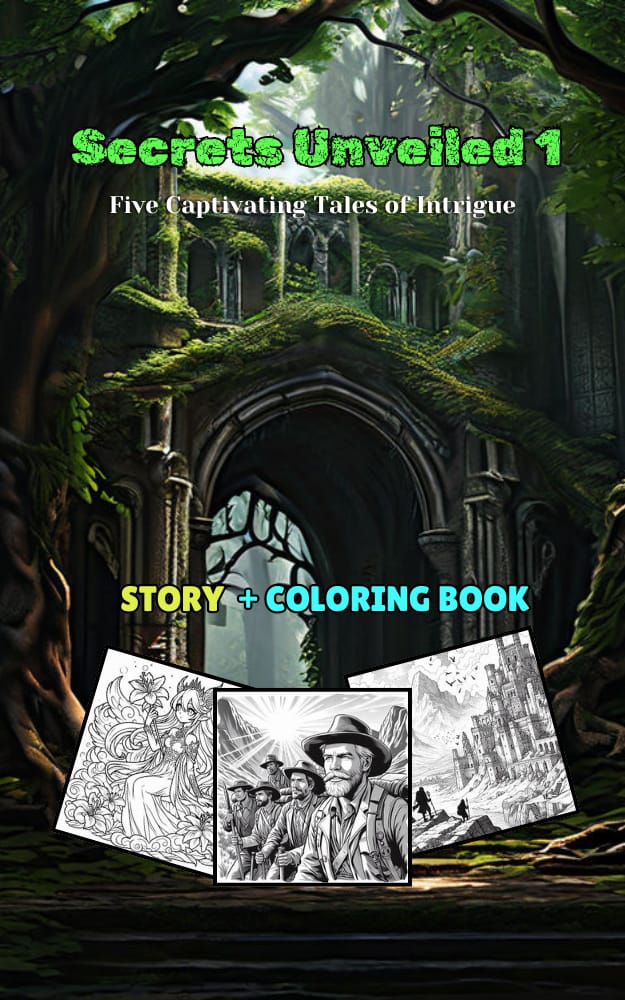 Secrets Unveiled 1
Five Captivating Tales of Intrigue
STORY + COLORING BOOK